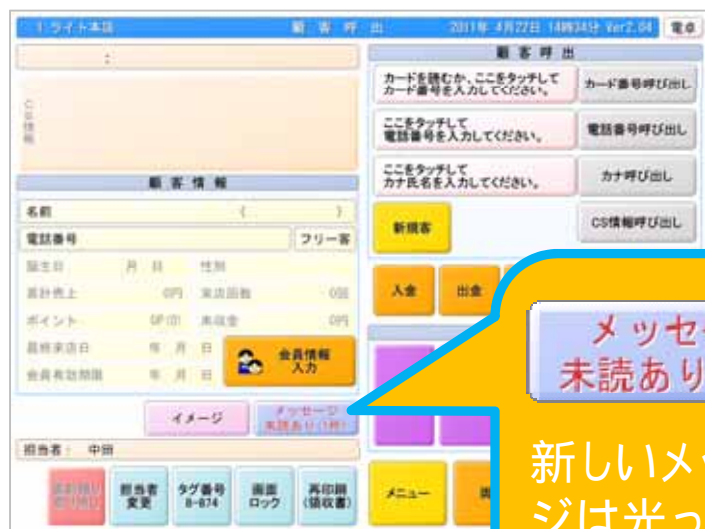 1 ライト本店 顧客呼出 2011年 4月22日 14時34分 Ver2.04 電卓
:
CS情報
顧客情報
名前 ( )
電話番号 フリー客
誕生日 月 日 性別
累計売上 0円 来店回数 0回
ポイント 0P(0) 未収金 0円
最終来店日 年 月 日
会員有効期限 年 月 日
会員情報
入力
イメージ
メッセージ
未読あり(1件)
担当者: 中田
担当者
変更
タグ番号
8-874
画面
ロック
再印刷
(領収書)
顧客呼出
カードを読むか、ここをタッチして
カード番号を入力してください。
カード番号呼び出し
ここをタッチして
電話番号を入力してください。
電話番号呼び出し
ここをタッチして
カナ氏名を入力してください。
カナ呼び出し
新規客
CS情報呼び出し
入金
出金
メニュー
メッセ
未読あり
新しいメッ
ジは光っ